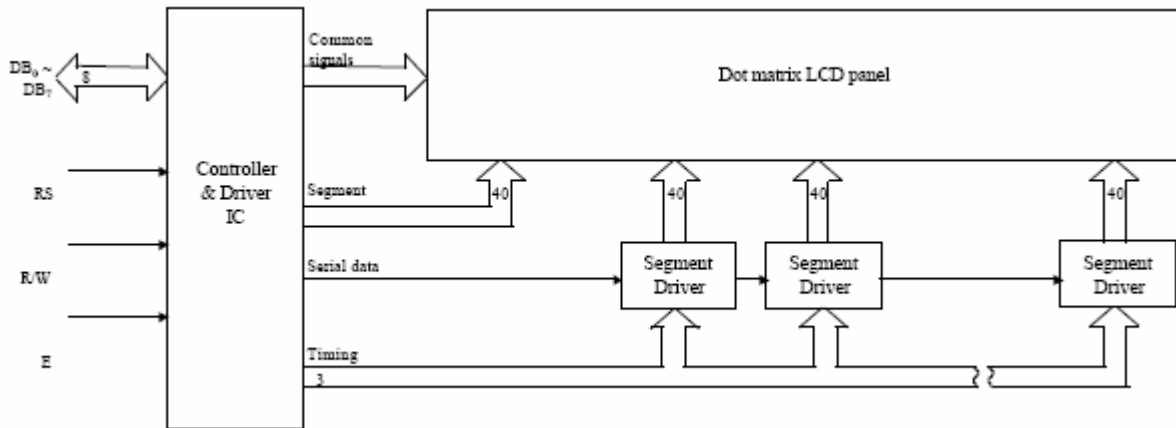 Common
signals
DB₀ ~
DB₇
8
Dot matrix LCD panel
Controller
& Driver
IC
RS
Segment
40
40
40
40
R/W
Serial data
Segment
Driver
Segment
Driver
Segment
Driver
E
Timing
3